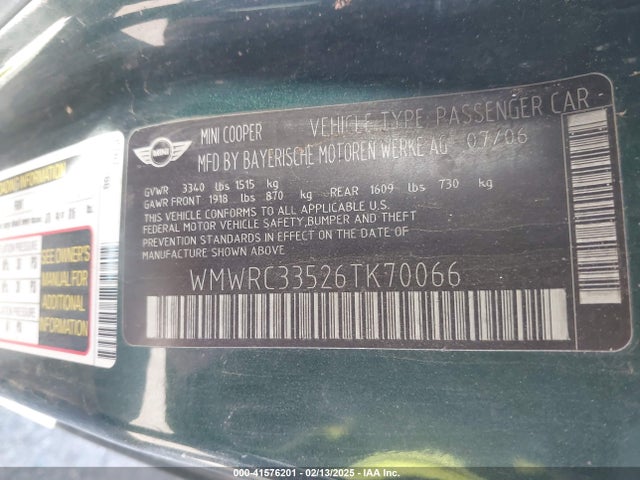 MINI
MINI COOPER VEHICLE TYPE PASSENGER CAR
MFD BY BAYERISCHE MOTOREN WERKE AG 07/06
GVWR 3340 lbs 1515 kg
GAWR FRONT 1918 lbs 870 kg REAR 1609 lbs 730 kg
THIS VEHICLE CONFORMS TO ALL APPLICABLE U.S.
FEDERAL MOTOR VEHICLE SAFETY,BUMPER AND THEFT
PREVENTION STANDARDS IN EFFECT ON THE DATE OF
MANUFACTURE SHOWN ABOVE
WMWRC33526TK70066
LOADING INFORMATION
SEE OWNER'S
MANUAL FOR
ADDITIONAL
INFORMATION
000-41576201 - 02/13/2025 - IAA Inc.